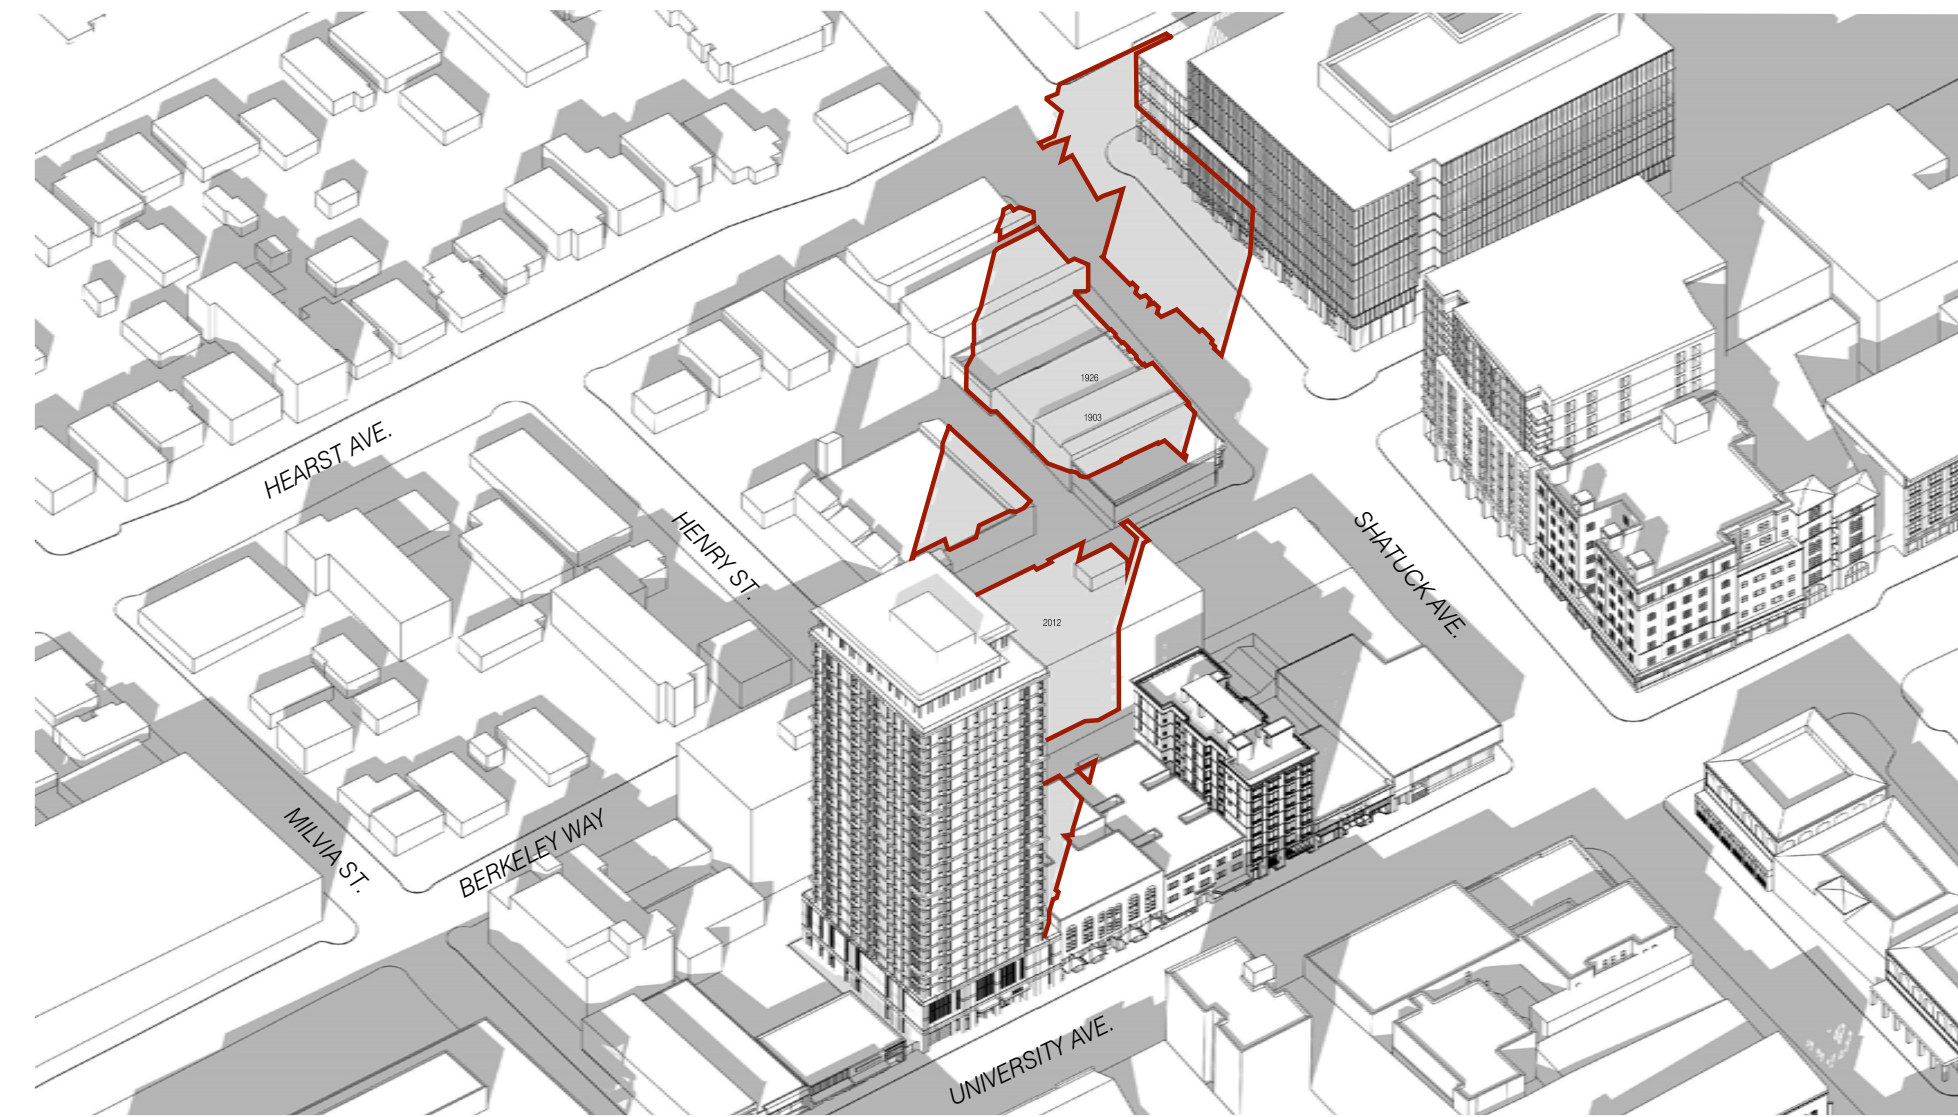 1926
1903
HEARST AVE.
HENRY ST.
SHATUCK AVE.
2012
MILVIA ST.
BERKELEY WAY
UNIVERSITY AVE.